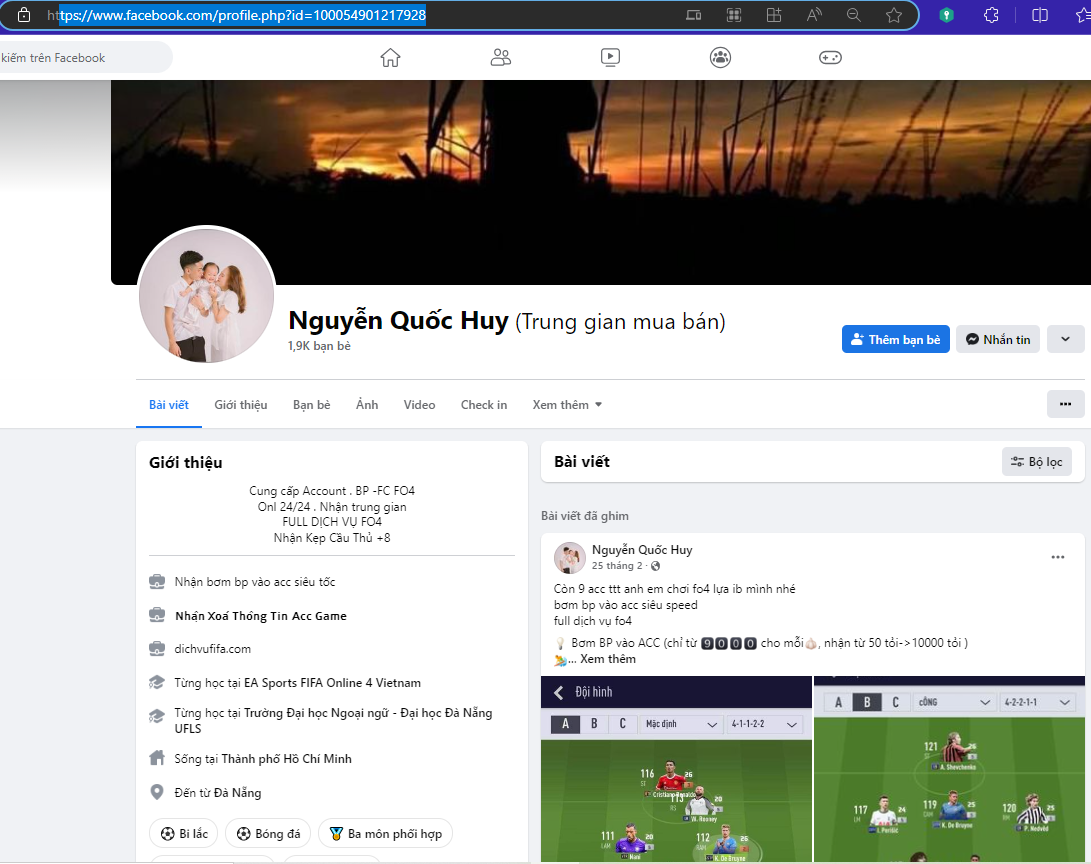 https://www.facebook.com/profile.php?id=100054901217928
kiếm trên Facebook
Nguyễn Quốc Huy (Trung gian mua bán)
1,9K bạn bè
Thêm bạn bè
Nhắn tin
Bài viết
Giới thiệu
Bạn bè
Ảnh
Video
Check in
Xem thêm
Giới thiệu
Cung cấp Account . BP -FC FO4
Onl 24/24 . Nhận trung gian
FULL DỊCH VỤ FO4
Nhận Kẹp Cầu Thủ +8
Nhận bơm bp vào acc siêu tốc
Nhận Xoá Thống Tin Acc Game
dichvufifa.com
Từng học tại EA Sports FIFA Online 4 Vietnam
Từng học tại Trường Đại học Ngoại ngữ - Đại học Đà Nẵng
UFLS
Sống tại Thành phố Hồ Chí Minh
Đến từ Đà Nẵng
Bi lắc
Bóng đá
Ba môn phối hợp
Bài viết
Bộ lọc
Bài viết đã ghim
Nguyễn Quốc Huy
25 tháng 2 ·
Còn 9 acc ttt anh em chơi fo4 lựa ib mình nhé
bơm bp vào acc siêu speed
full dịch vụ fo4
💡 Bơm BP vào ACC (chỉ từ 9000 cho mỗi🧄, nhận từ 50 tỏi->10000 tỏi )
🏄... Xem thêm
Đội hình
A B C Mặc định 4-1-1-2-2
116 26
ST
Cristiano Ronaldo
113 20
W. Rooney
111 20
Nani
112 26
K. De Bruyne
A B C CÔNG 4-2-2-1-1
121 26
ST
A. Shevchenko
117 24
LM
I. Perišić
119 25
K. De Bruyne
120 25
P. Nedvěd